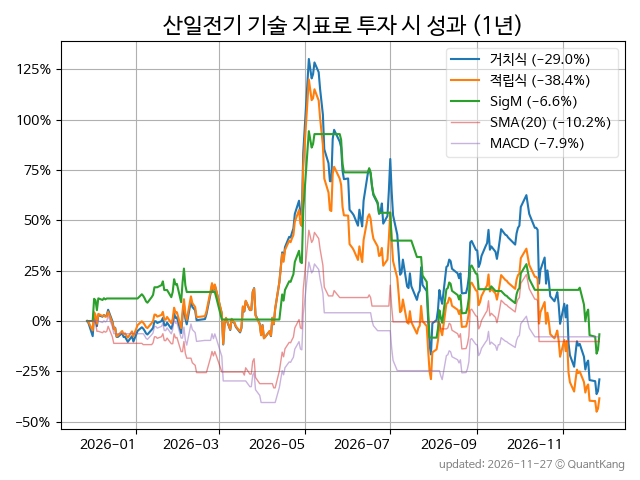 산일전기 기술 지표로 투자 시 성과 (1년)
거치식 (−29.0%)
적립식 (−38.4%)
SigM (−6.6%)
SMA(20) (−10.2%)
MACD (−7.9%)
125%
100%
75%
50%
25%
0%
−25%
−50%
2026-01 2026-03 2026-05 2026-07 2026-09 2026-11
updated: 2026-11-27 © QuantKang